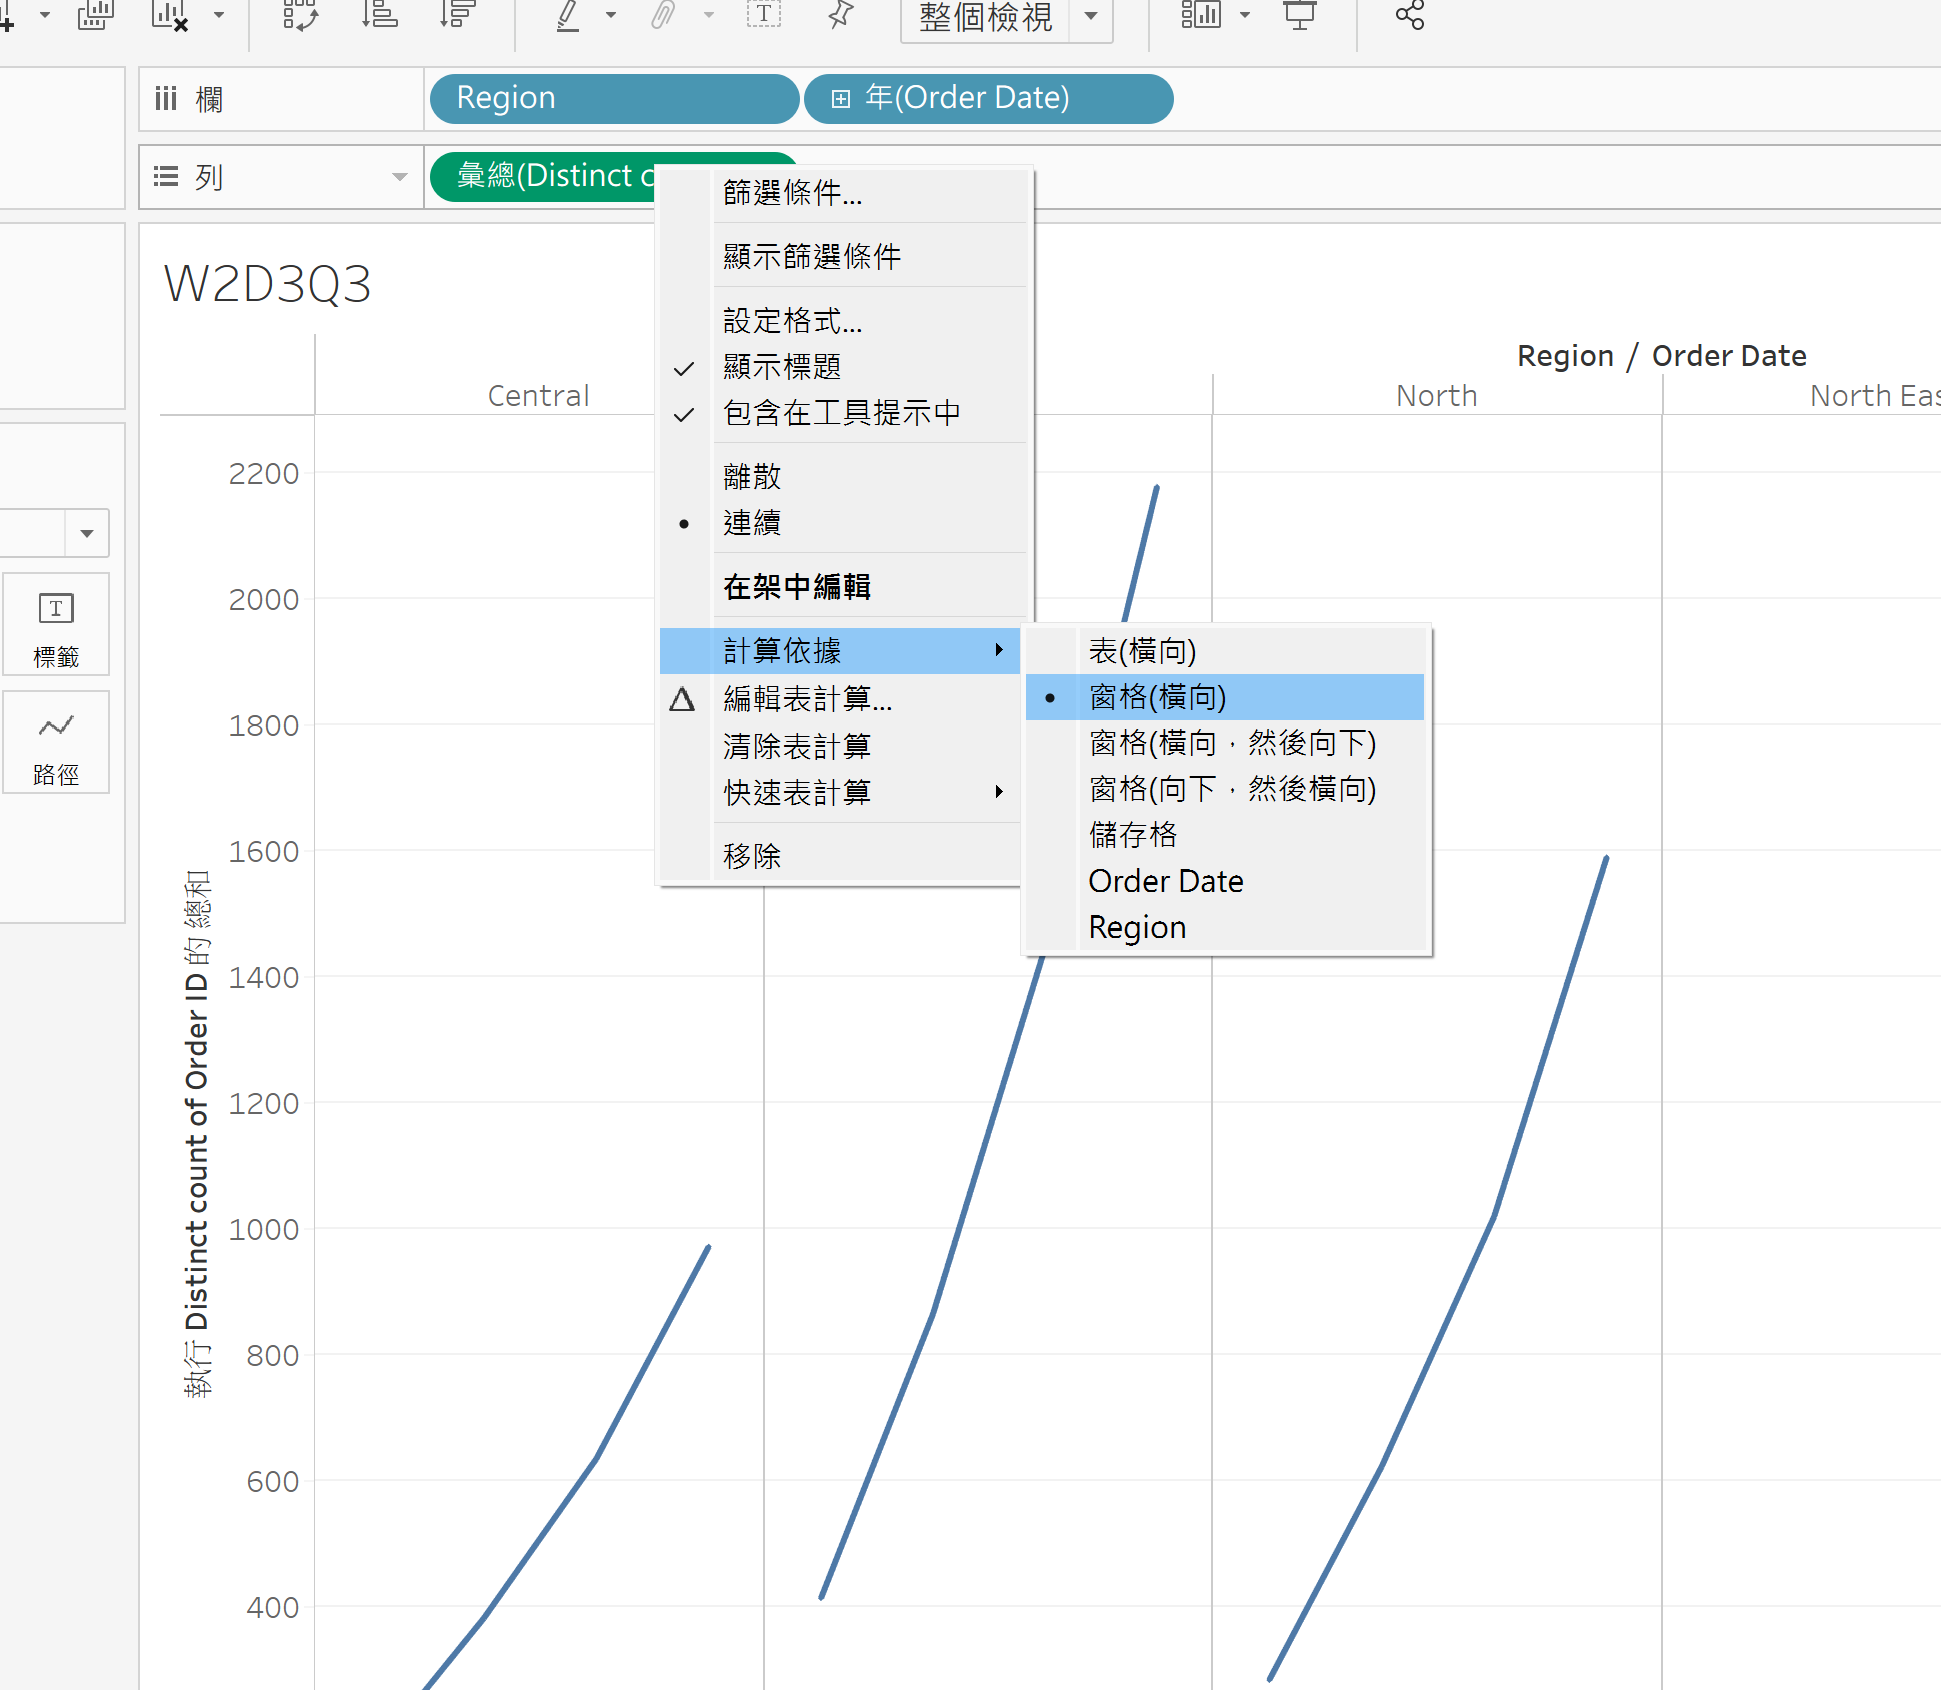 整個檢視
欄
Region
年(Order Date)
列
彙總(Distinct c
W2D3Q3
篩選條件...
顯示篩選條件
設定格式...
顯示標題
包含在工具提示中
離散
連續
在架中編輯
計算依據
編輯表計算...
清除表計算
快速表計算
移除
表(橫向)
窗格(橫向)
窗格(橫向，然後向下)
窗格(向下，然後橫向)
儲存格
Order Date
Region
Region / Order Date
Central
North
North Eas
標籤
路徑
執行 Distinct count of Order ID 的 總和
2200
2000
1800
1600
1400
1200
1000
800
600
400